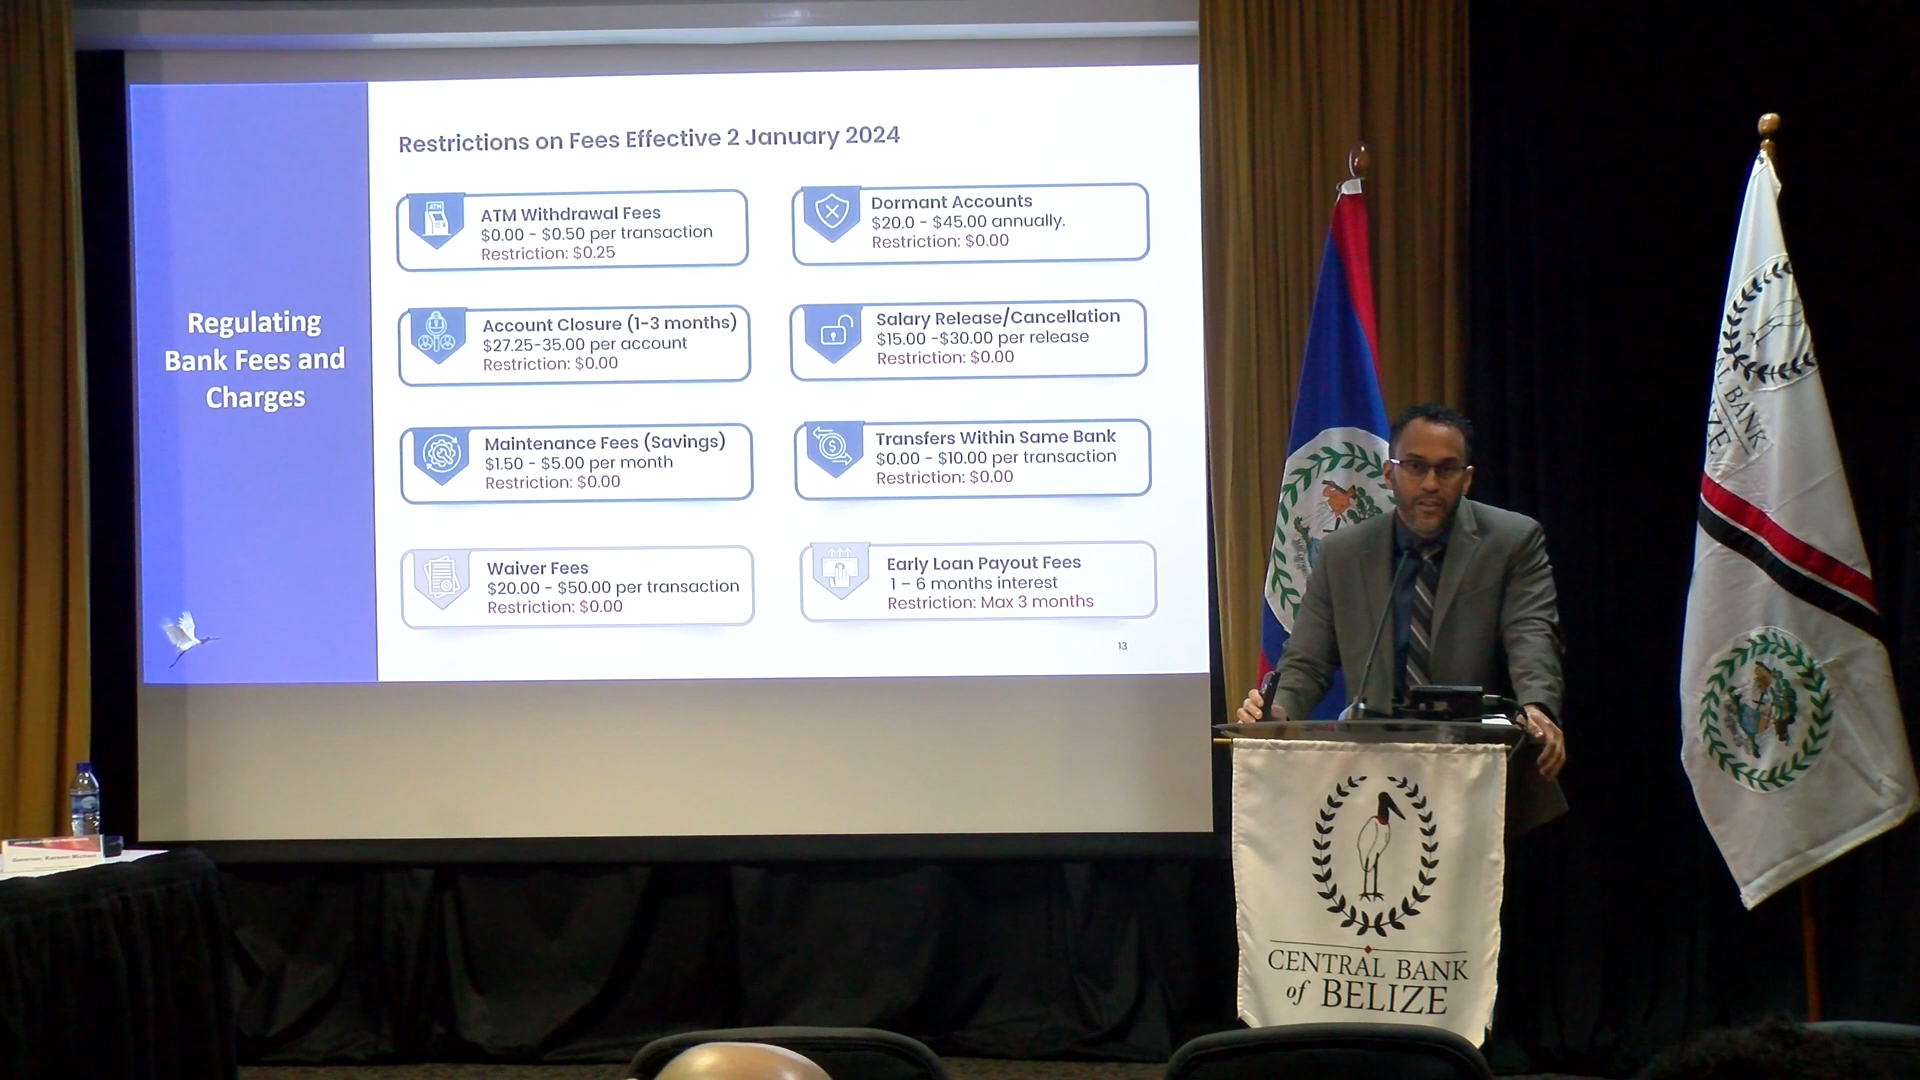 Regulating
Bank Fees and
Charges
Restrictions on Fees Effective 2 January 2024
ATM
ATM Withdrawal Fees
$0.00 - $0.50 per transaction
Restriction: $0.25
Dormant Accounts
$20.0 - $45.00 annually.
Restriction: $0.00
Account Closure (1-3 months)
$27.25-35.00 per account
Restriction: $0.00
Salary Release/Cancellation
$15.00 -$30.00 per release
Restriction: $0.00
Maintenance Fees (Savings)
$1.50 - $5.00 per month
Restriction: $0.00
Transfers Within Same Bank
$0.00 - $10.00 per transaction
Restriction: $0.00
Waiver Fees
$20.00 - $50.00 per transaction
Restriction: $0.00
Early Loan Payout Fees
1 – 6 months interest
Restriction: Max 3 months
13
CENTRAL BANK
of BELIZE
BANK
Governor, Kareem Michael